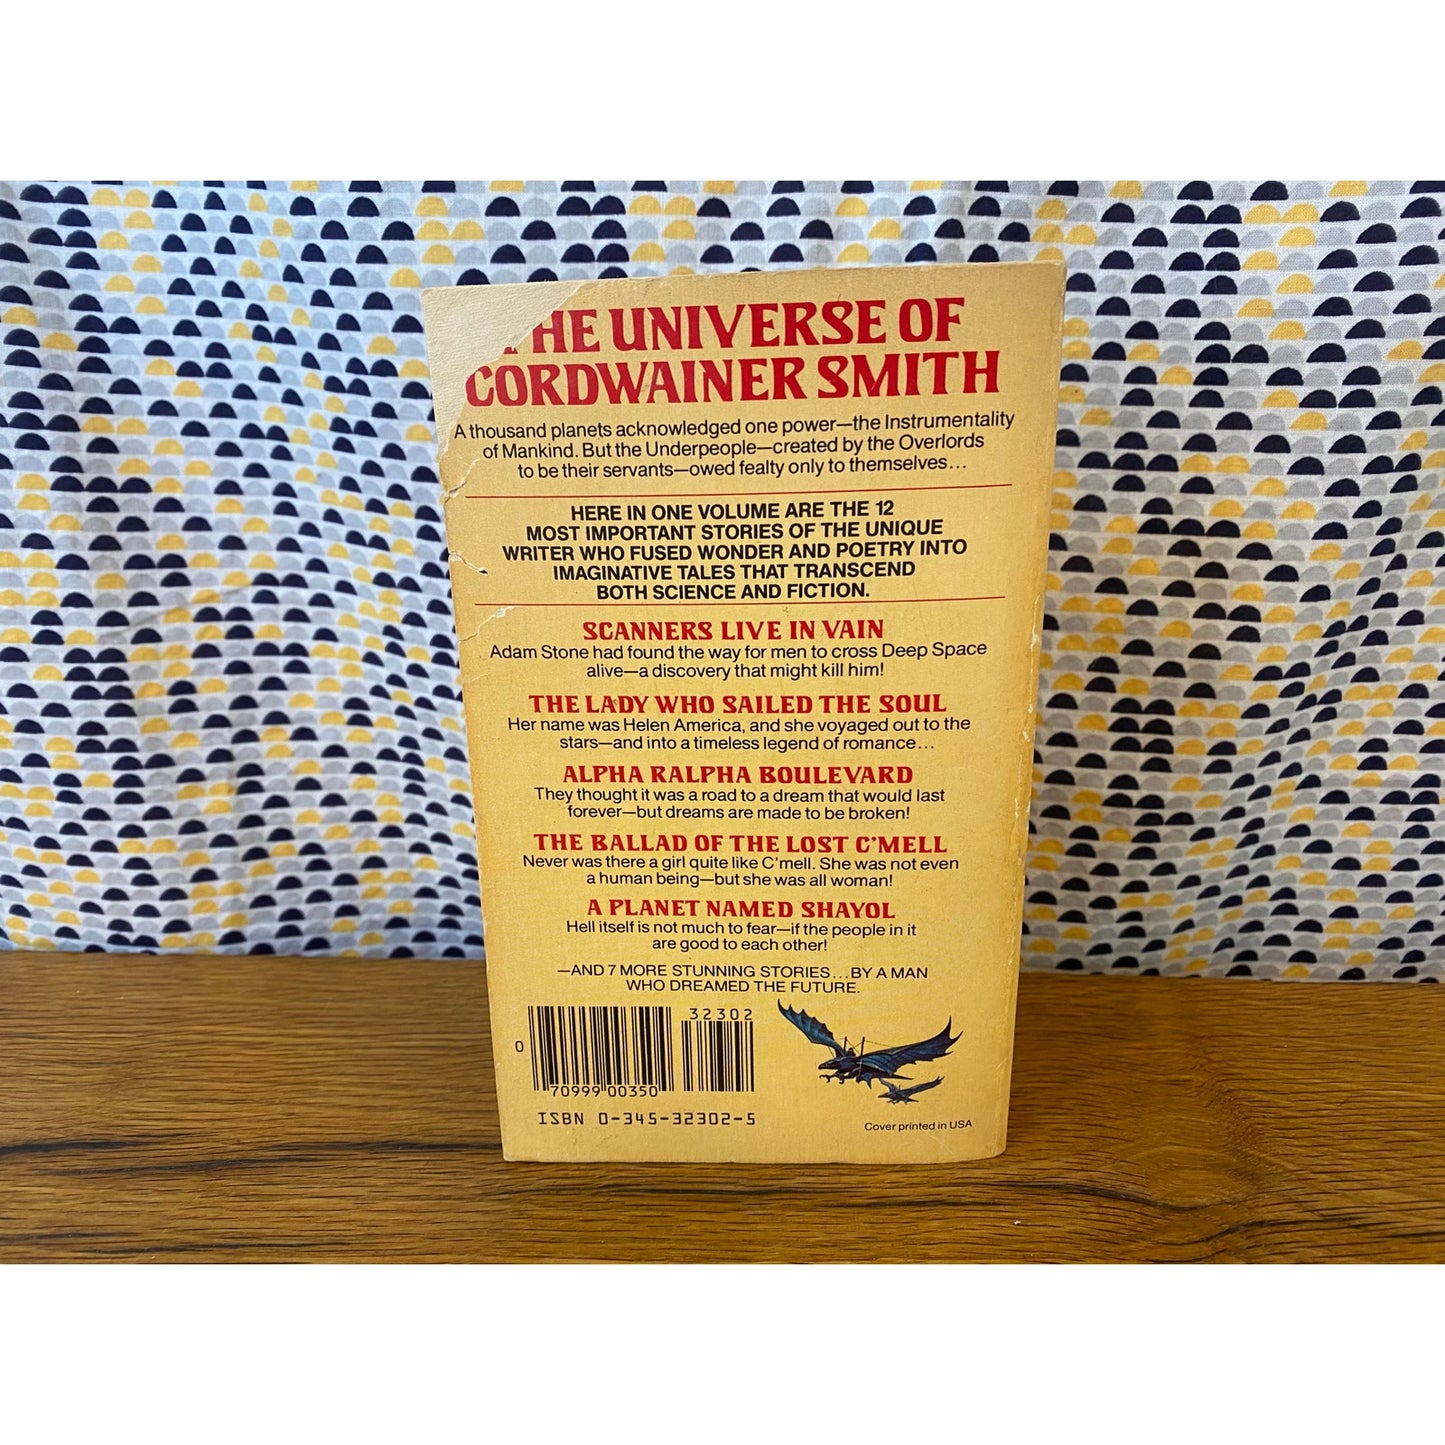 THE UNIVERSE OF
CORDWAINER SMITH
A thousand planets acknowledged one power—the Instrumentality
of Mankind. But the Underpeople—created by the Overlords
to be their servants—owed fealty only to themselves...
HERE IN ONE VOLUME ARE THE 12
MOST IMPORTANT STORIES OF THE UNIQUE
WRITER WHO FUSED WONDER AND POETRY INTO
IMAGINATIVE TALES THAT TRANSCEND
BOTH SCIENCE AND FICTION.
SCANNERS LIVE IN VAIN
Adam Stone had found the way for men to cross Deep Space
alive—a discovery that might kill him!
THE LADY WHO SAILED THE SOUL
Her name was Helen America, and she voyaged out to the
stars—and into a timeless legend of romance...
ALPHA RALPHA BOULEVARD
They thought it was a road to a dream that would last
forever—but dreams are made to be broken!
THE BALLAD OF THE LOST C'MELL
Never was there a girl quite like C'mell. She was not even
a human being—but she was all woman!
A PLANET NAMED SHAYOL
Hell itself is not much to fear—if the people in it
are good to each other!
—AND 7 MORE STUNNING STORIES...BY A MAN
WHO DREAMED THE FUTURE.
32302
0
70999 00350
ISBN 0-345-32302-5
Cover printed in USA